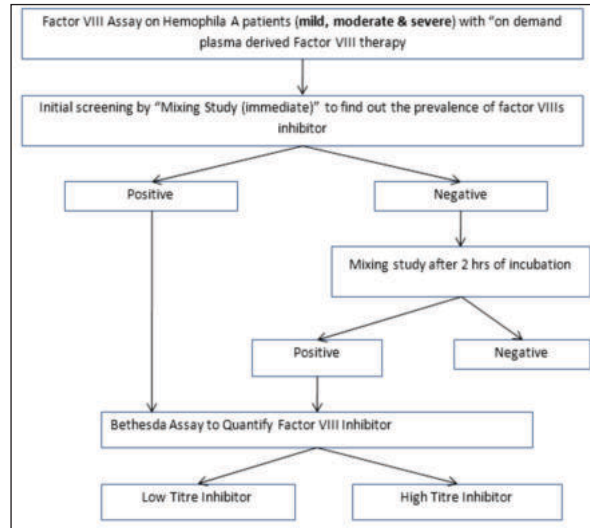 Factor VIII Assay on Hemophila A patients (mild, moderate & severe) with "on demand
plasma derived Factor VIII therapy
Initial screening by "Mixing Study (immediate)" to find out the prevalence of factor VIIIs
inhibitor
Positive
Negative
Mixing study after 2 hrs of incubation
Positive
Negative
Bethesda Assay to Quantify Factor VIII Inhibitor
Low Titre Inhibitor
High Titre Inhibitor